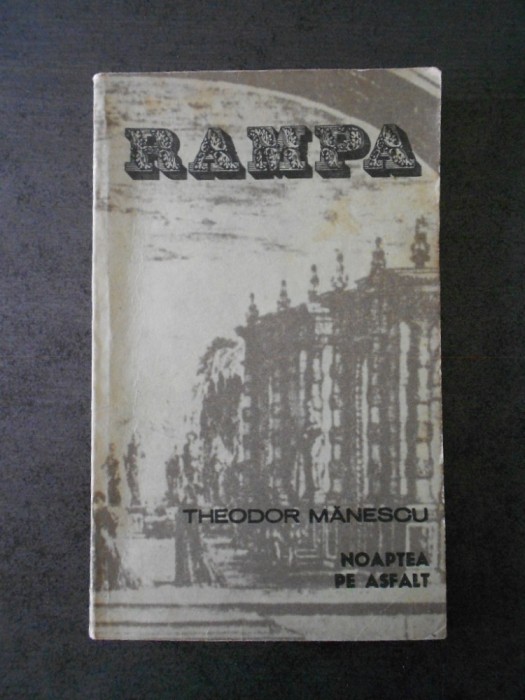 RAMPA
THEODOR MĂNESCU
NOAPTEA
PE ASFALT